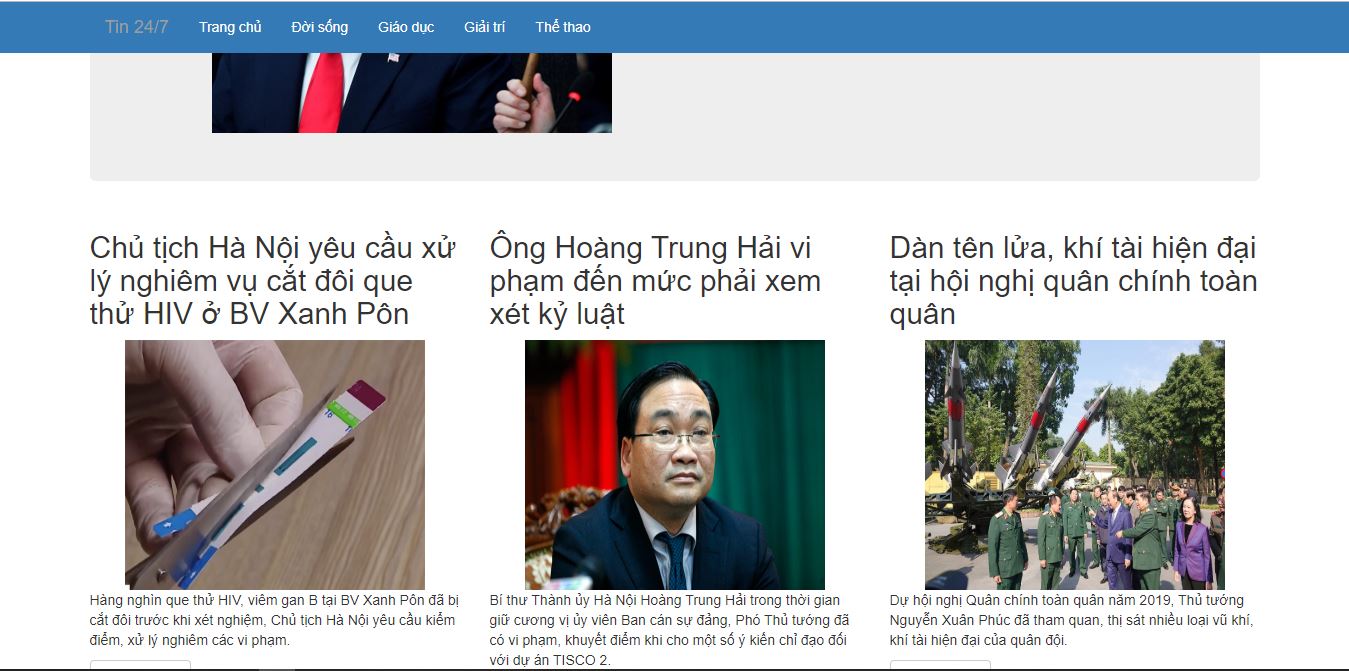 Tin 24/7 Trang chủ Đời sống Giáo dục Giải trí Thể thao
Chủ tịch Hà Nội yêu cầu xử
lý nghiêm vụ cắt đôi que
thử HIV ở BV Xanh Pôn
Hàng nghìn que thử HIV, viêm gan B tại BV Xanh Pôn đã bị
cắt đôi trước khi xét nghiệm, Chủ tịch Hà Nội yêu cầu kiểm
điểm, xử lý nghiêm các vi phạm.
Ông Hoàng Trung Hải vi
phạm đến mức phải xem
xét kỷ luật
Bí thư Thành ủy Hà Nội Hoàng Trung Hải trong thời gian
giữ cương vị ủy viên Ban cán sự đảng, Phó Thủ tướng đã
có vi phạm, khuyết điểm khi cho một số ý kiến chỉ đạo đối
với dự án TISCO 2.
Dàn tên lửa, khí tài hiện đại
tại hội nghị quân chính toàn
quân
Dự hội nghị Quân chính toàn quân năm 2019, Thủ tướng
Nguyễn Xuân Phúc đã tham quan, thị sát nhiều loại vũ khí,
khí tài hiện đại của quân đội.